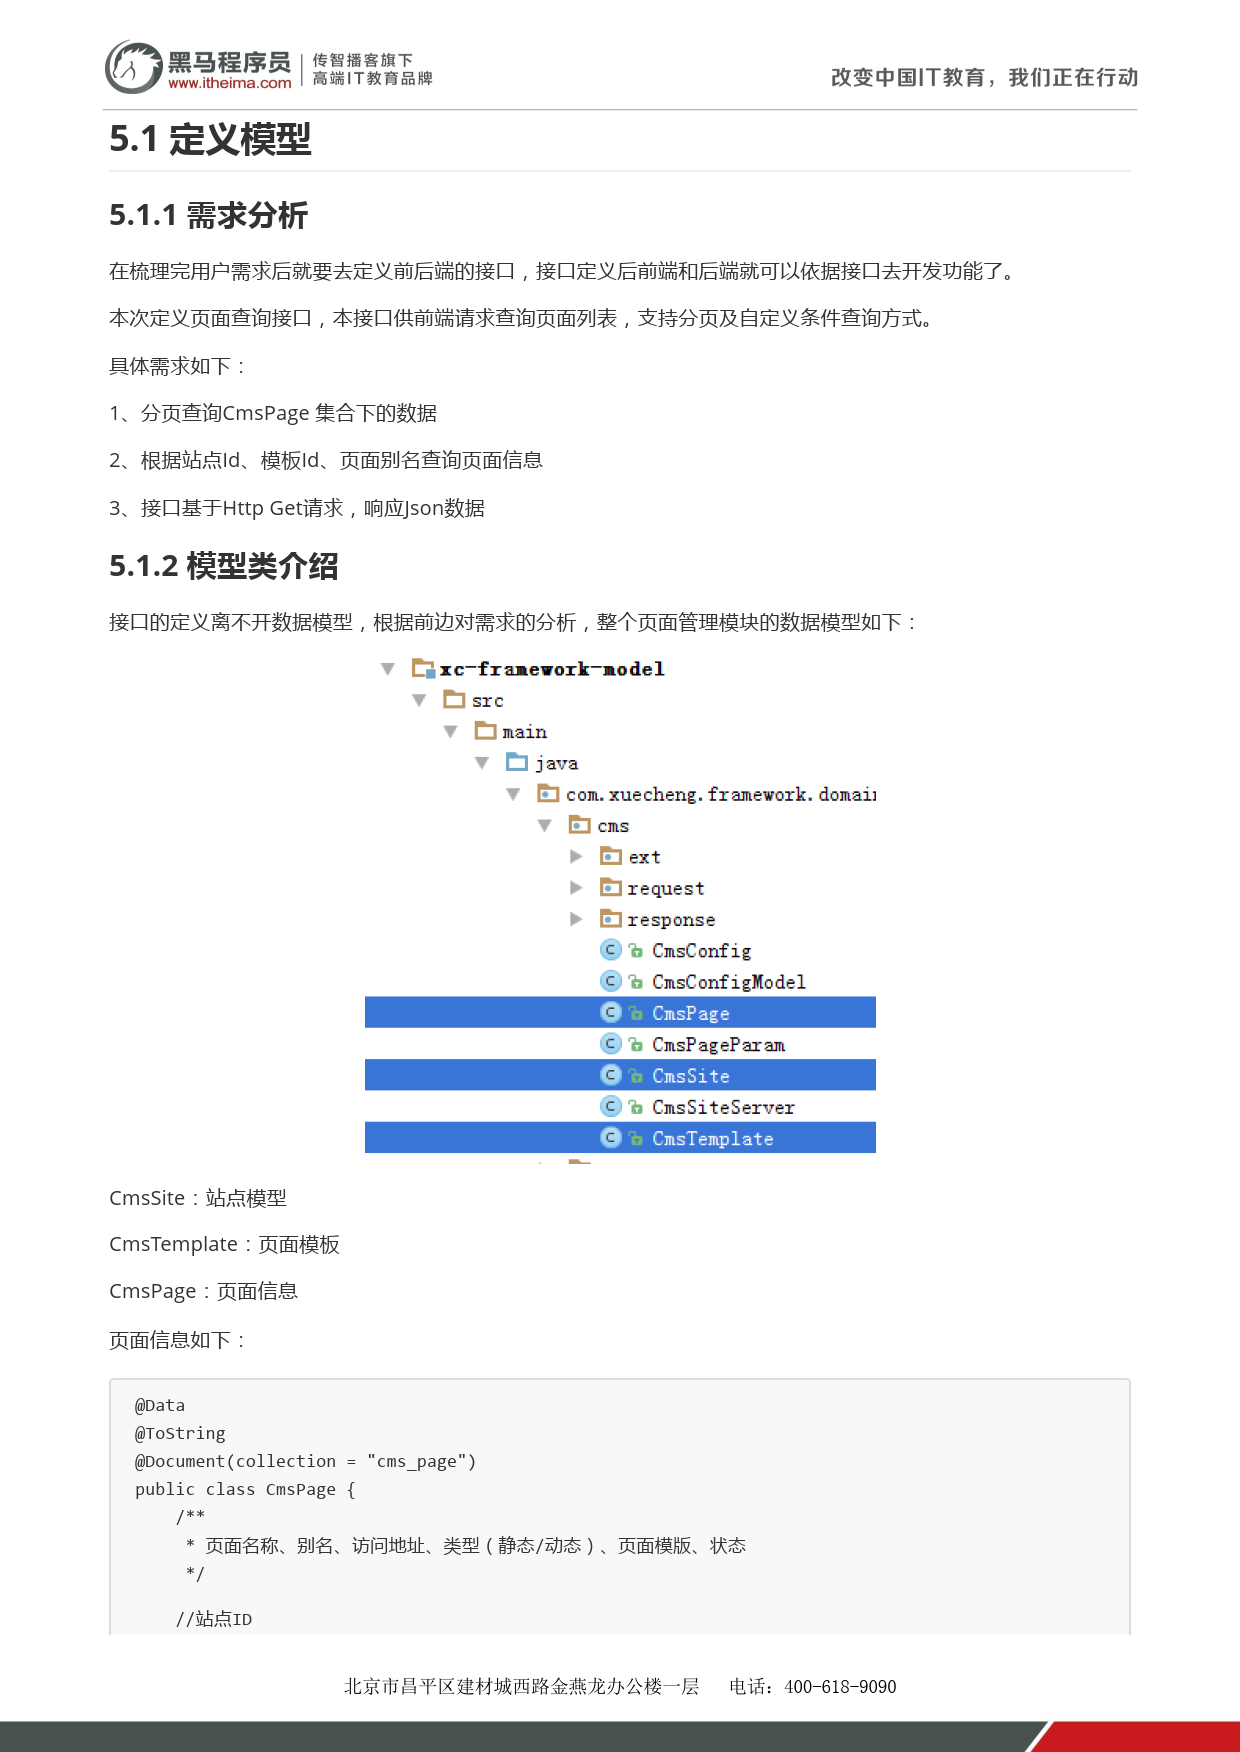 黑马程序员
www.itheima.com
传智播客旗下
高端IT教育品牌
改变中国IT教育，我们正在行动
5.1 定义模型
5.1.1 需求分析
在梳理完用户需求后就要去定义前后端的接口，接口定义后前端和后端就可以依据接口去开发功能了。
本次定义页面查询接口，本接口供前端请求查询页面列表，支持分页及自定义条件查询方式。
具体需求如下：
1、分页查询CmsPage 集合下的数据
2、根据站点Id、模板Id、页面别名查询页面信息
3、接口基于Http Get请求，响应Json数据
5.1.2 模型类介绍
接口的定义离不开数据模型，根据前边对需求的分析，整个页面管理模块的数据模型如下：
xc-framework-model
src
main
java
com.xuecheng.framework.domain
cms
ext
request
response
CmsConfig
CmsConfigModel
CmsPage
CmsPageParam
CmsSite
CmsSiteServer
CmsTemplate
CmsSite：站点模型
CmsTemplate：页面模板
CmsPage：页面信息
页面信息如下：
@Data
@ToString
@Document(collection = "cms_page")
public class CmsPage {
/**
* 页面名称、别名、访问地址、类型（静态/动态）、页面模版、状态
*/
//站点ID
北京市昌平区建材城西路金燕龙办公楼一层 电话：400-618-9090